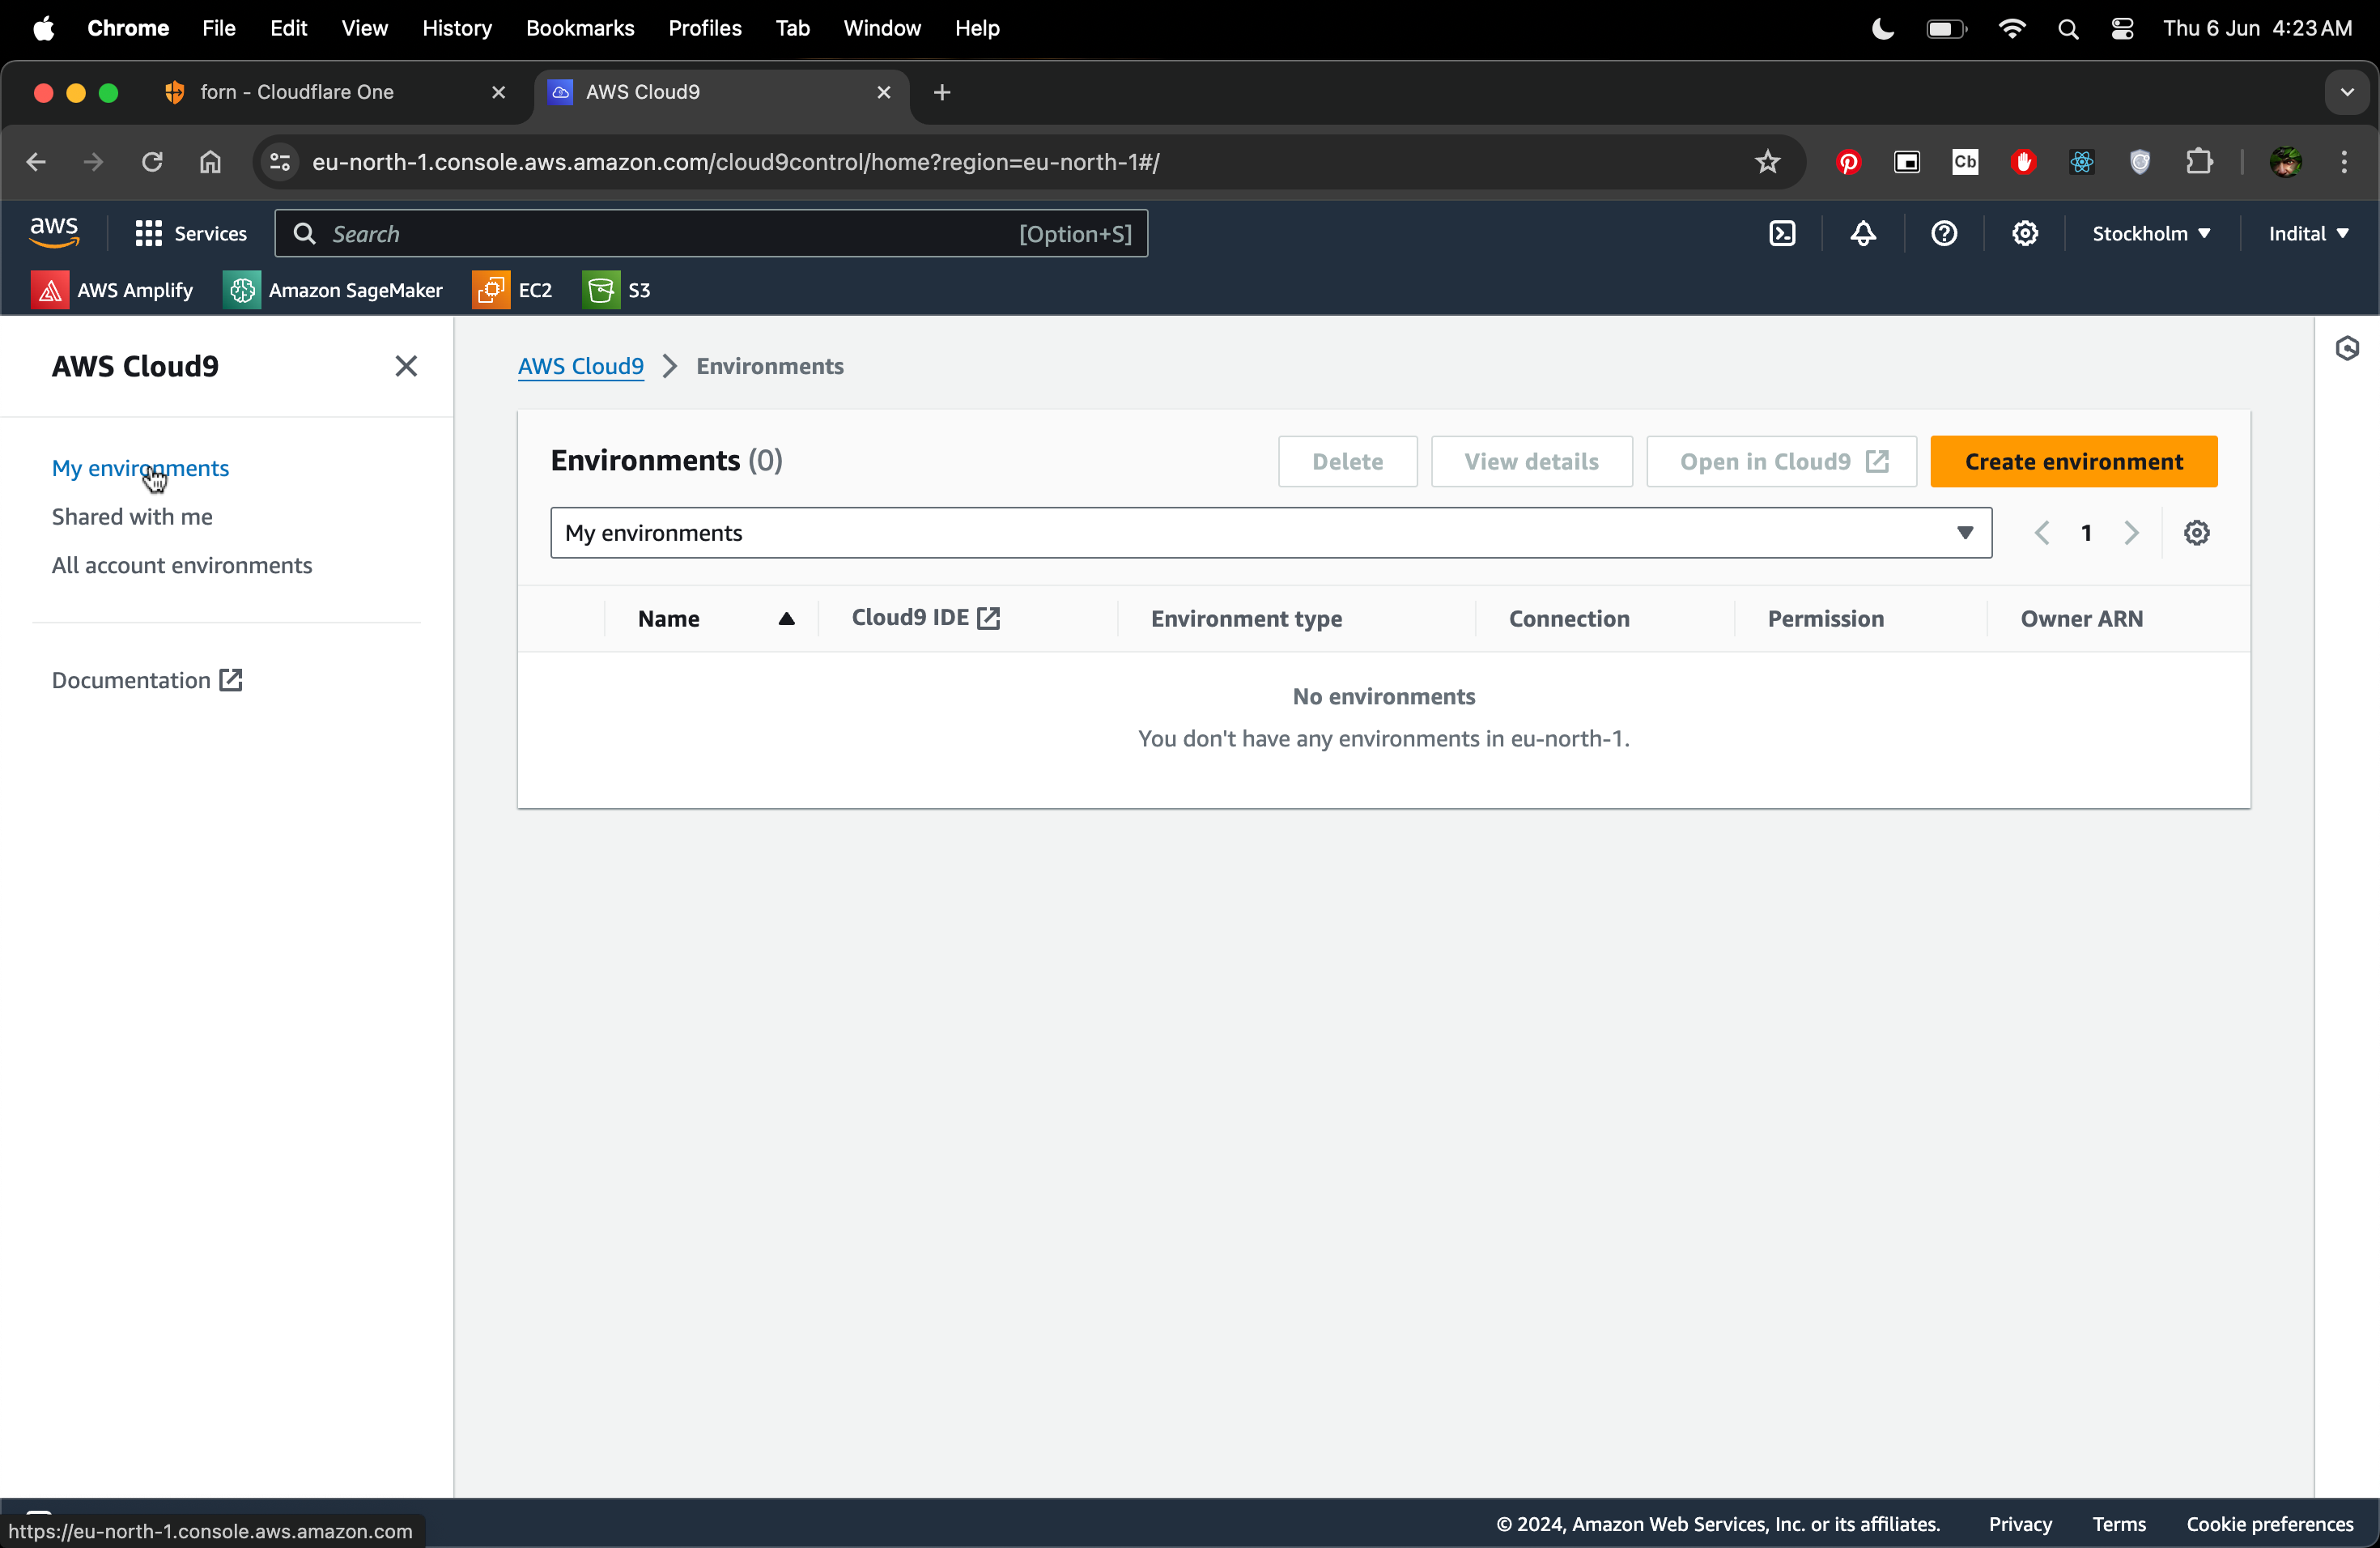 Chrome File Edit View History Bookmarks Profiles Tab Window Help Thu 6 Jun 4:23 AM
forn - Cloudflare One AWS Cloud9
eu-north-1.console.aws.amazon.com/cloud9control/home?region=eu-north-1#/ Cb
aws Services Search [Option+S] Stockholm Indital
AWS Amplify Amazon SageMaker EC2 S3
AWS Cloud9
My environments
Shared with me
All account environments
Documentation
AWS Cloud9 Environments
Environments (0) Delete View details Open in Cloud9 Create environment
My environments 1
Name Cloud9 IDE Environment type Connection Permission Owner ARN
No environments
You don't have any environments in eu-north-1.
© 2024, Amazon Web Services, Inc. or its affiliates. Privacy Terms Cookie preferences
https://eu-north-1.console.aws.amazon.com